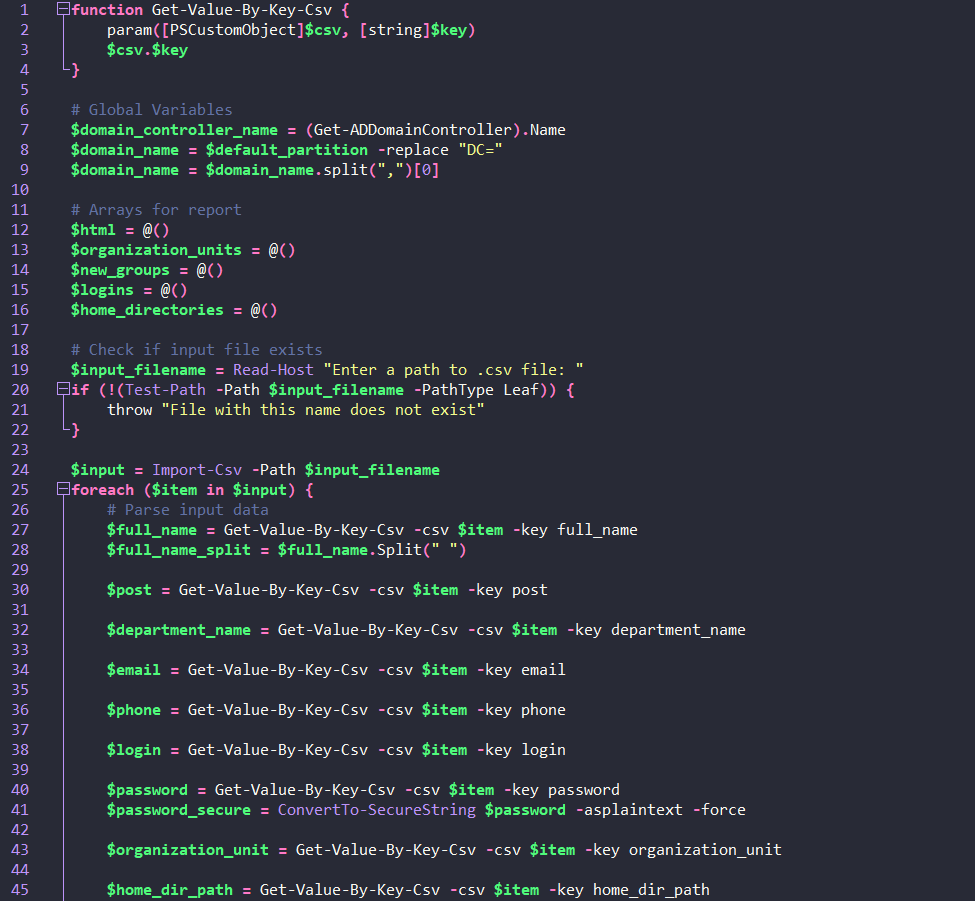 1 function Get-Value-By-Key-Csv {
2     param([PSCustomObject]$csv, [string]$key)
3     $csv.$key
4 }
5
6 # Global Variables
7 $domain_controller_name = (Get-ADDomainController).Name
8 $domain_name = $default_partition -replace "DC="
9 $domain_name = $domain_name.split(",")[0]
10
11 # Arrays for report
12 $html = @()
13 $organization_units = @()
14 $new_groups = @()
15 $logins = @()
16 $home_directories = @()
17
18 # Check if input file exists
19 $input_filename = Read-Host "Enter a path to .csv file: "
20 if (!(Test-Path -Path $input_filename -PathType Leaf)) {
21     throw "File with this name does not exist"
22 }
23
24 $input = Import-Csv -Path $input_filename
25 foreach ($item in $input) {
26     # Parse input data
27     $full_name = Get-Value-By-Key-Csv -csv $item -key full_name
28     $full_name_split = $full_name.Split(" ")
29
30     $post = Get-Value-By-Key-Csv -csv $item -key post
31
32     $department_name = Get-Value-By-Key-Csv -csv $item -key department_name
33
34     $email = Get-Value-By-Key-Csv -csv $item -key email
35
36     $phone = Get-Value-By-Key-Csv -csv $item -key phone
37
38     $login = Get-Value-By-Key-Csv -csv $item -key login
39
40     $password = Get-Value-By-Key-Csv -csv $item -key password
41     $password_secure = ConvertTo-SecureString $password -asplaintext -force
42
43     $organization_unit = Get-Value-By-Key-Csv -csv $item -key organization_unit
44
45     $home_dir_path = Get-Value-By-Key-Csv -csv $item -key home_dir_path